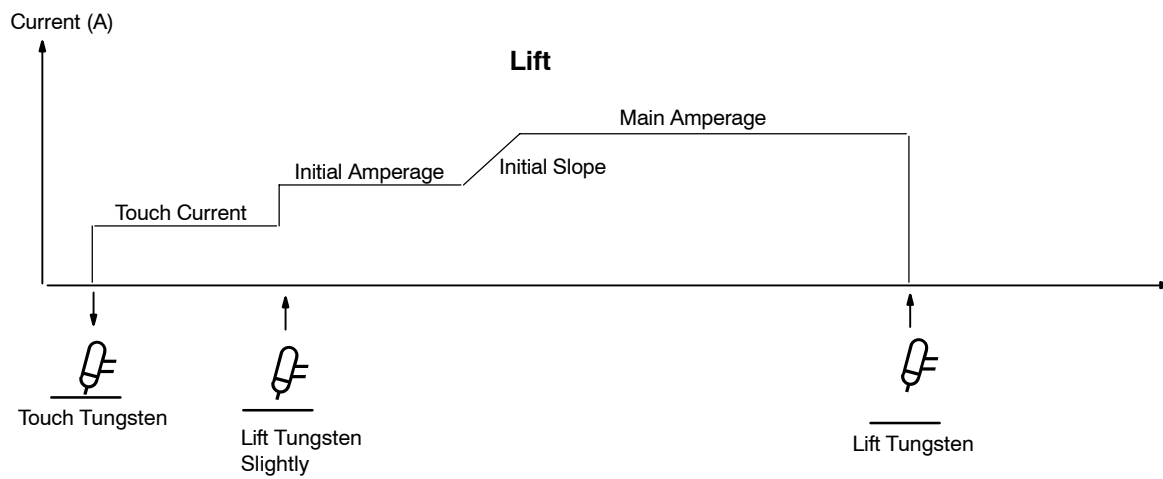 Current (A)
Lift
Main Amperage
Initial Amperage
Initial Slope
Touch Current
Touch Tungsten
Lift Tungsten
Slightly
Lift Tungsten